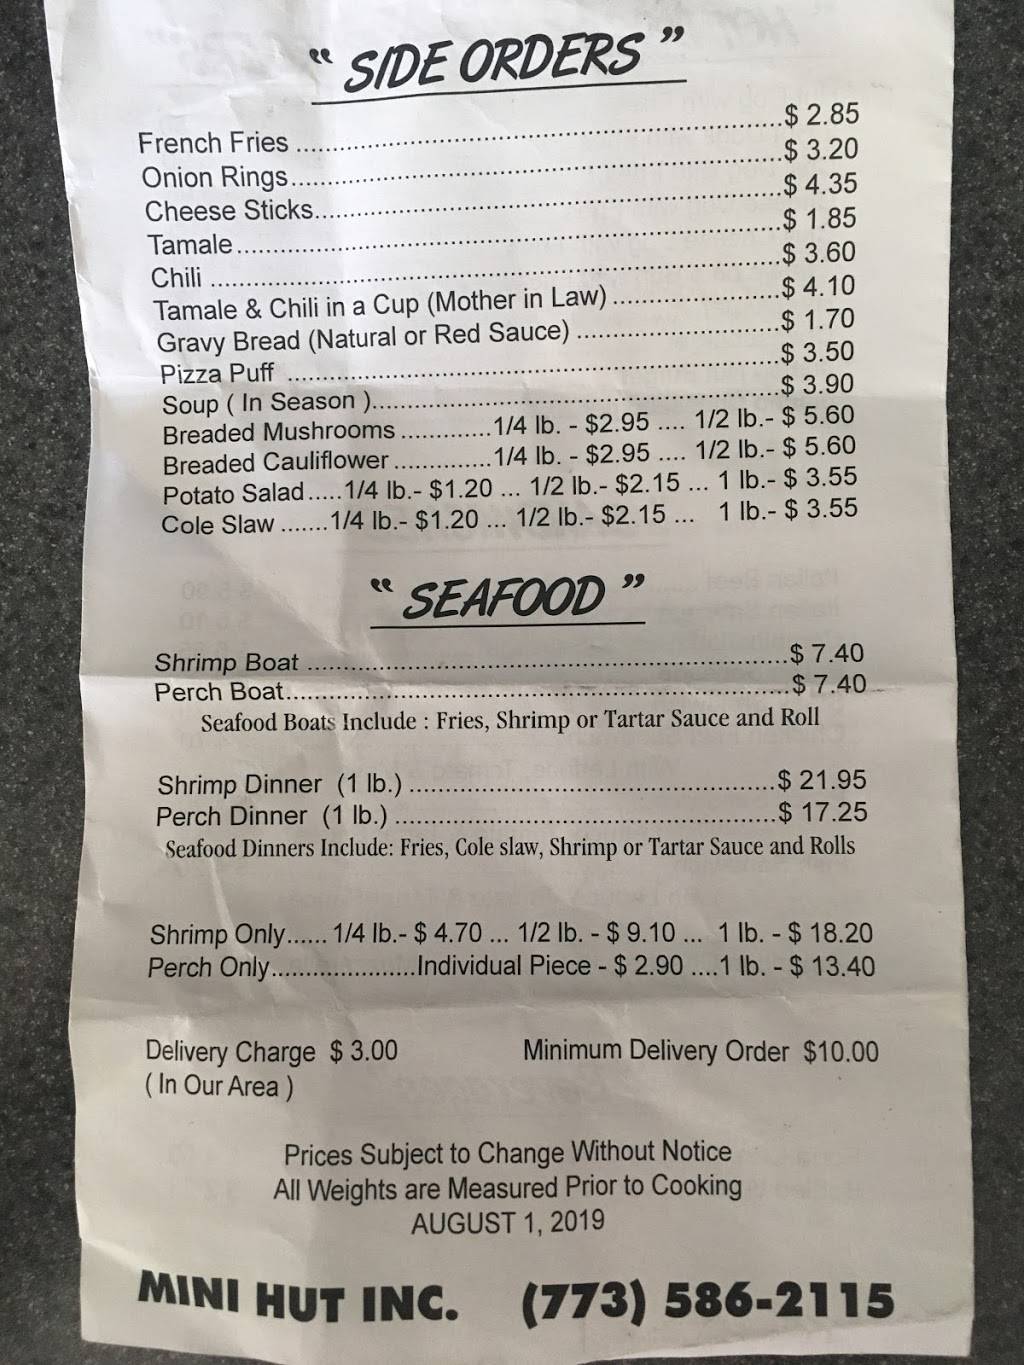 “ SIDE ORDERS ”
French Fries ........ $ 2.85
Onion Rings........ $ 3.20
Cheese Sticks........ $ 4.35
Tamale........ $ 1.85
Chili ........ $ 3.60
Tamale & Chili in a Cup (Mother in Law) ........ $ 4.10
Gravy Bread (Natural or Red Sauce) ........ $ 1.70
Pizza Puff ........ $ 3.50
Soup ( In Season )........ $ 3.90
Breaded Mushrooms .............1/4 lb. - $2.95 .... 1/2 lb.- $ 5.60
Breaded Cauliflower ..............1/4 lb. - $2.95 .... 1/2 lb.- $ 5.60
Potato Salad.....1/4 lb.- $1.20 ... 1/2 lb.- $2.15 ... 1 lb.- $ 3.55
Cole Slaw .......1/4 lb.- $1.20 ... 1/2 lb.- $2.15 ... 1 lb.- $ 3.55
“ SEAFOOD ”
Shrimp Boat ........ $ 7.40
Perch Boat........ $ 7.40
Seafood Boats Include : Fries, Shrimp or Tartar Sauce and Roll
Shrimp Dinner (1 lb.) ........ $ 21.95
Perch Dinner (1 lb.) ........ $ 17.25
Seafood Dinners Include: Fries, Cole slaw, Shrimp or Tartar Sauce and Rolls
Shrimp Only...... 1/4 lb.- $ 4.70 ... 1/2 lb. - $ 9.10 ... 1 lb. - $ 18.20
Perch Only.....................Individual Piece - $ 2.90 ....1 lb. - $ 13.40
Delivery Charge $ 3.00 Minimum Delivery Order $10.00
( In Our Area )
Prices Subject to Change Without Notice
All Weights are Measured Prior to Cooking
AUGUST 1, 2019
MINI HUT INC. (773) 586-2115